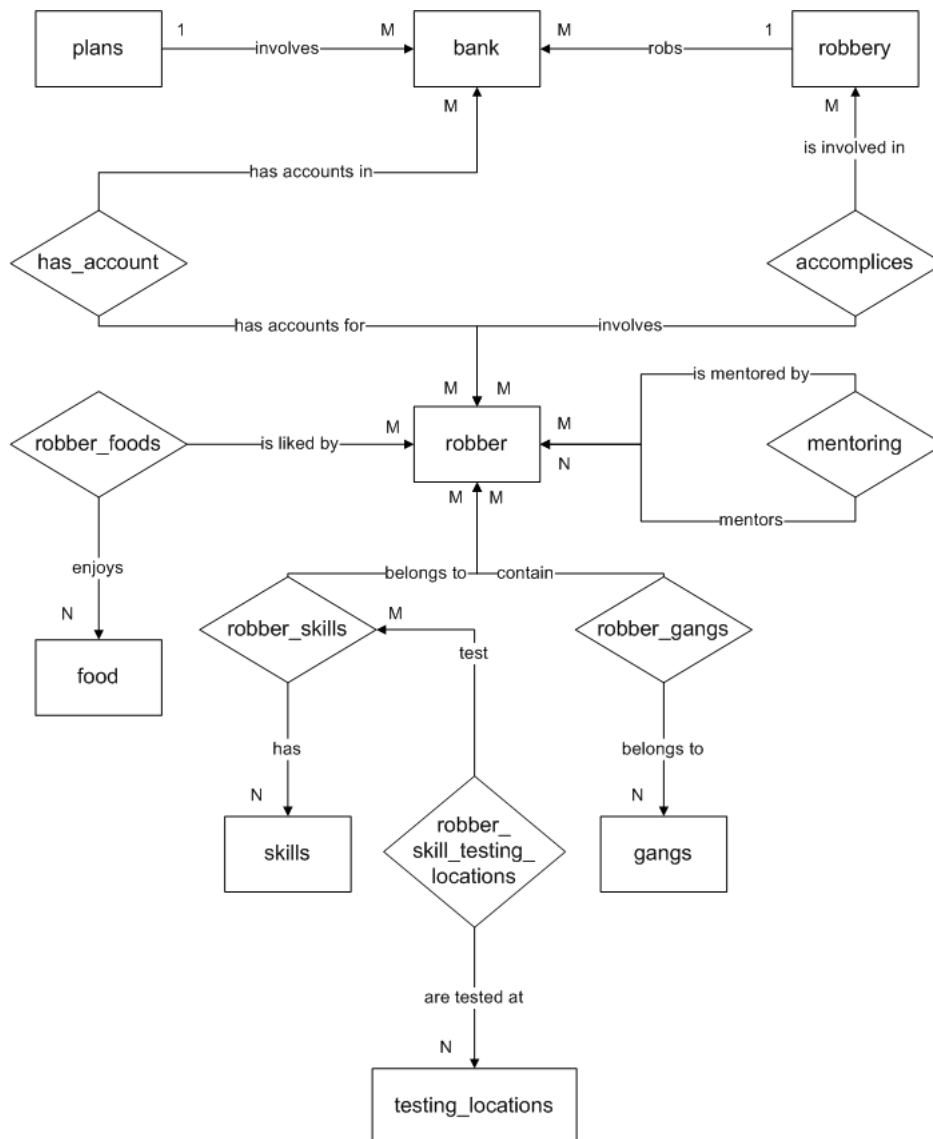 1
M
M
1
plans
involves
bank
robs
robbery
M
M
is involved in
has accounts in
has_account
accomplices
has accounts for
involves
M
M
is mentored by
robber_foods
is liked by
M
robber
M
mentoring
N
M
M
mentors
enjoys
belongs to
contain
N
M
robber_skills
robber_gangs
test
food
has
belongs to
N
N
robber_
skill_testing_
locations
skills
gangs
are tested at
N
testing_locations